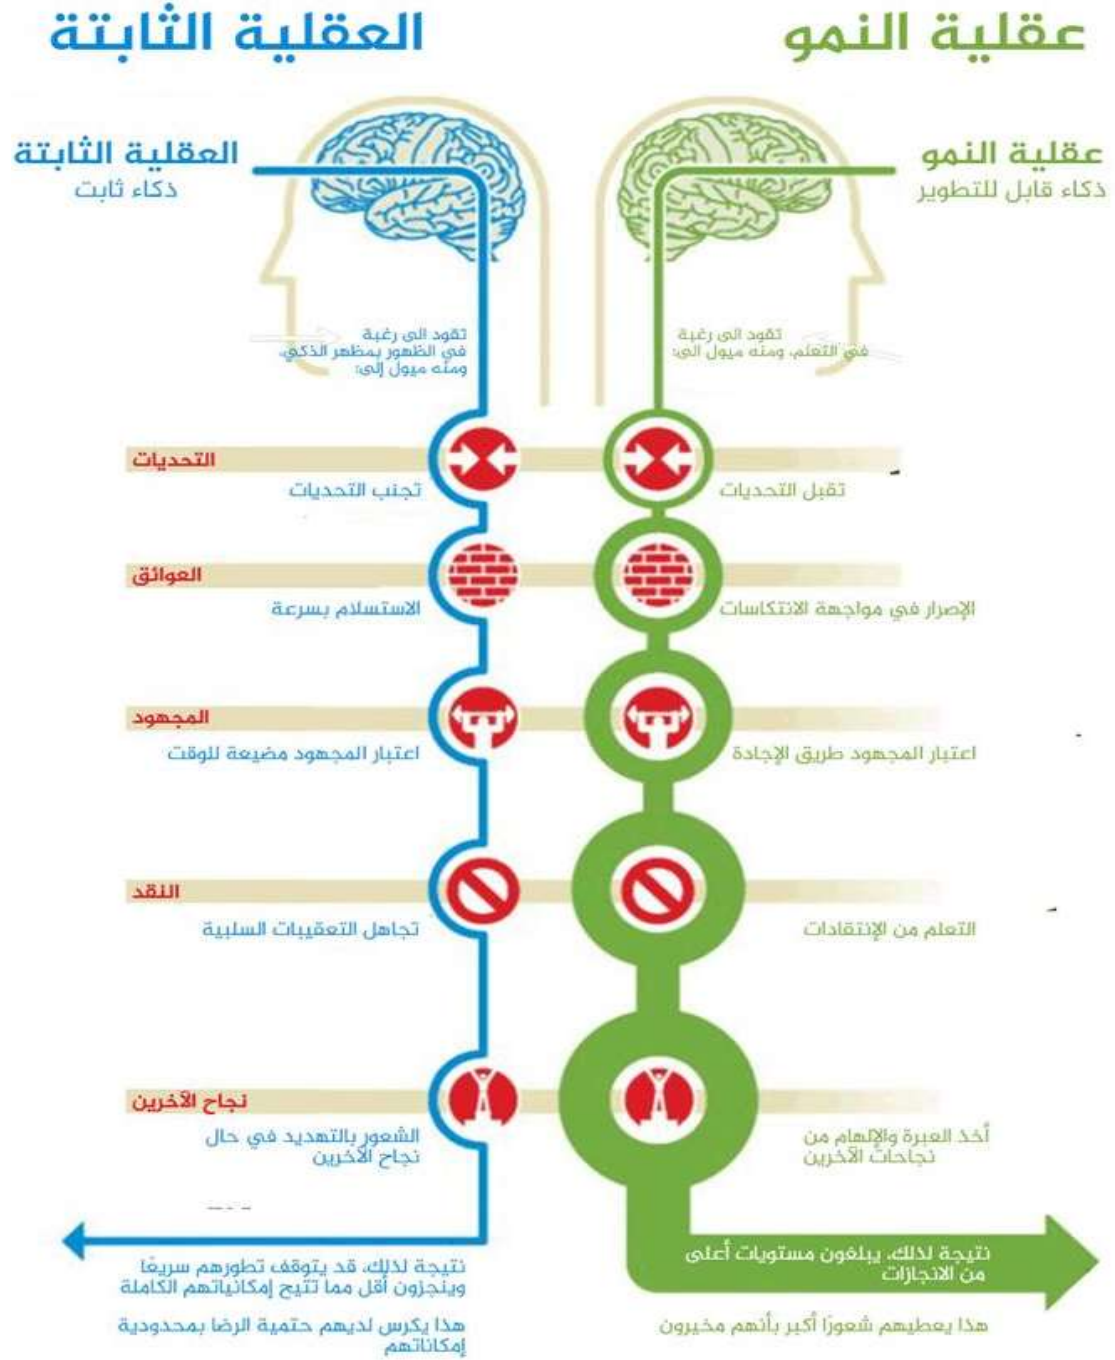 عقلية النمو
العقلية الثابتة
عقلية النمو
ذكاء قابل للتطوير
العقلية الثابتة
ذكاء ثابت
تقود الى رغبة
في التعلم، ومنه ميول الى:
تقود الى رغبة
في الظهور بمظهر الذكي،
ومنه ميول إلى:
التحديات
تقبل التحديات
تجنب التحديات
العوائق
الإصرار في مواجهة الانتكاسات
الاستسلام بسرعة
المجهود
اعتبار المجهود طريق الإجادة
اعتبار المجهود مضيعة للوقت
النقد
التعلم من الإنتقادات
تجاهل التعقيبات السلبية
نجاح الآخرين
أخذ العبرة والإلهام من
نجاحات الآخرين
الشعور بالتهديد في حال
نجاح الآخرين
نتيجة لذلك، يبلغون مستويات أعلى
من الانجازات
هذا يعطيهم شعورًا أكبر بأنهم مخيرون
نتيجة لذلك، قد يتوقف تطورهم سريعًا
وينجزون أقل مما تتيح إمكانياتهم الكاملة
هذا يكرس لديهم حتمية الرضا بمحدودية
إمكاناتهم